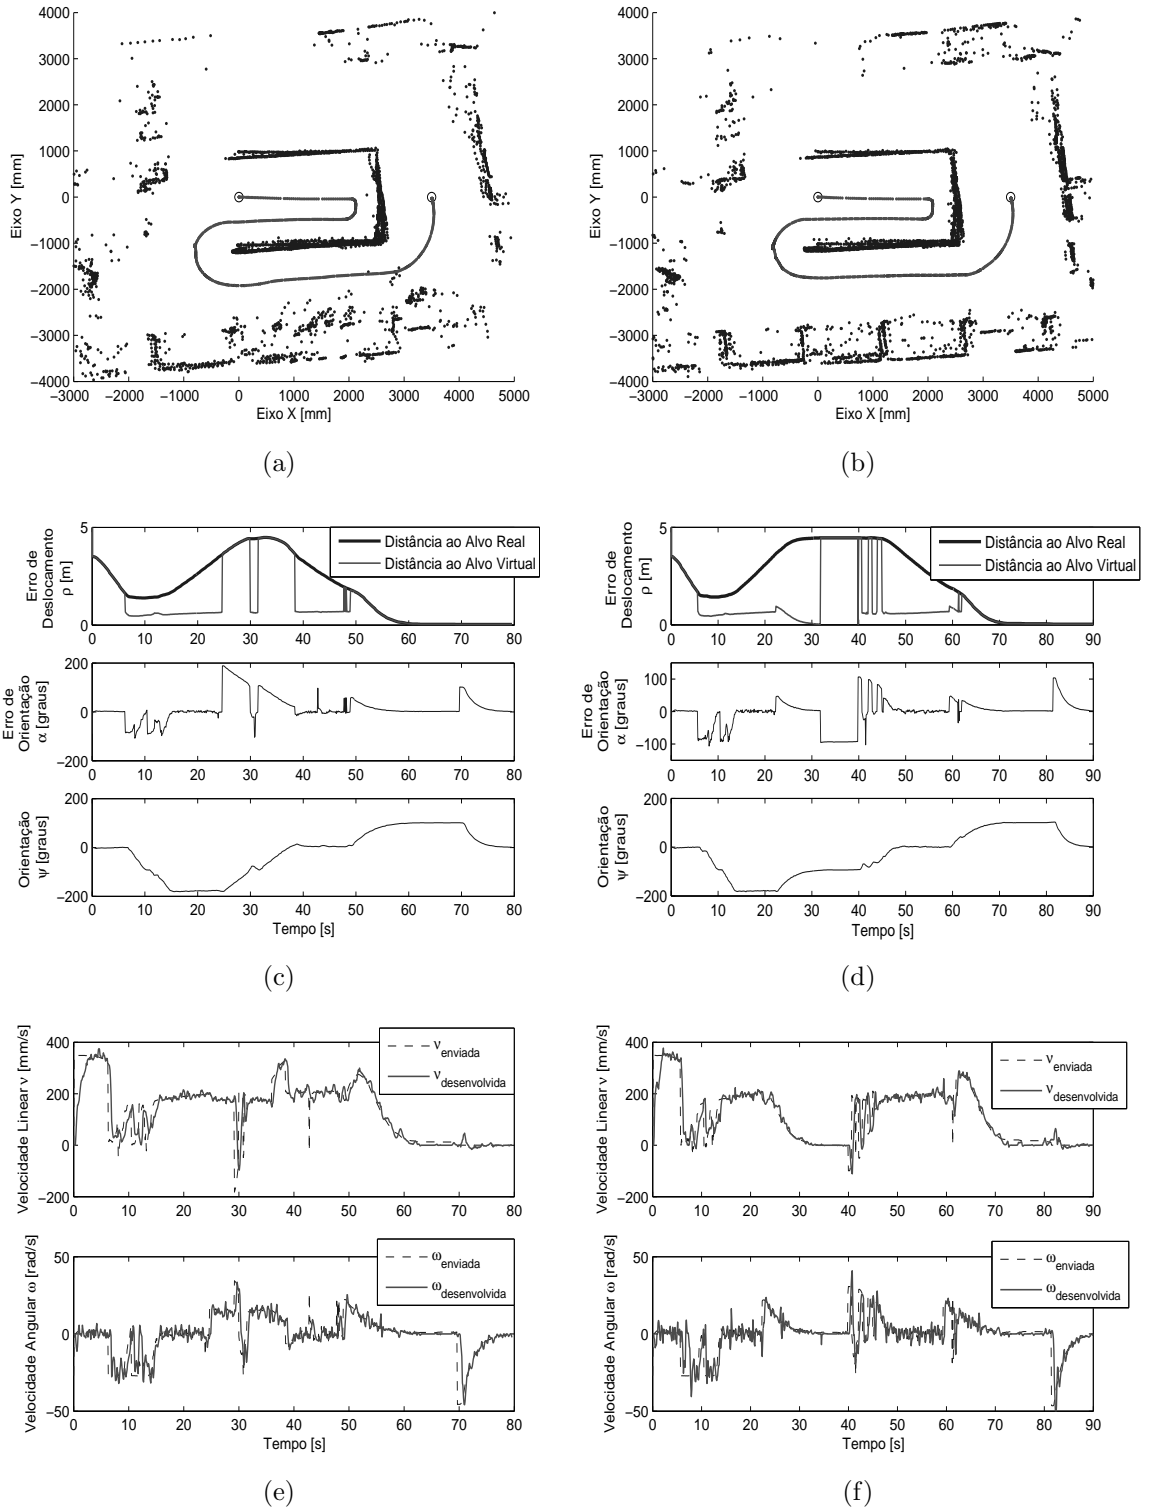 4000
3000
2000
1000
0
−1000
−2000
−3000
−4000
Eixo Y [mm]
−3000 −2000 −1000 0 1000 2000 3000 4000 5000
Eixo X [mm]
(a)
4000
3000
2000
1000
0
−1000
−2000
−3000
−4000
Eixo Y [mm]
−3000 −2000 −1000 0 1000 2000 3000 4000 5000
Eixo X [mm]
(b)
Erro de
Deslocamento
ρ [m]
5
0
Distância ao Alvo Real
Distância ao Alvo Virtual
0 10 20 30 40 50 60 70 80
Erro de
Orientação
α [graus]
200
0
−200
0 10 20 30 40 50 60 70 80
Orientação
ψ [graus]
200
0
−200
0 10 20 30 40 50 60 70 80
Tempo [s]
(c)
Erro de
Deslocamento
ρ [m]
5
0
Distância ao Alvo Real
Distância ao Alvo Virtual
0 10 20 30 40 50 60 70 80 90
Erro de
Orientação
α [graus]
100
0
−100
0 10 20 30 40 50 60 70 80 90
Orientação
ψ [graus]
200
0
−200
0 10 20 30 40 50 60 70 80 90
Tempo [s]
(d)
Velocidade Linear ν [mm/s]
400
200
0
−200
ν enviada
ν desenvolvida
0 10 20 30 40 50 60 70 80
Velocidade Angular ω [rad/s]
50
0
−50
ω enviada
ω desenvolvida
0 10 20 30 40 50 60 70 80
Tempo [s]
(e)
Velocidade Linear ν [mm/s]
400
200
0
−200
ν enviada
ν desenvolvida
0 10 20 30 40 50 60 70 80 90
Velocidade Angular ω [rad/s]
50
0
−50
ω enviada
ω desenvolvida
0 10 20 30 40 50 60 70 80 90
Tempo [s]
(f)